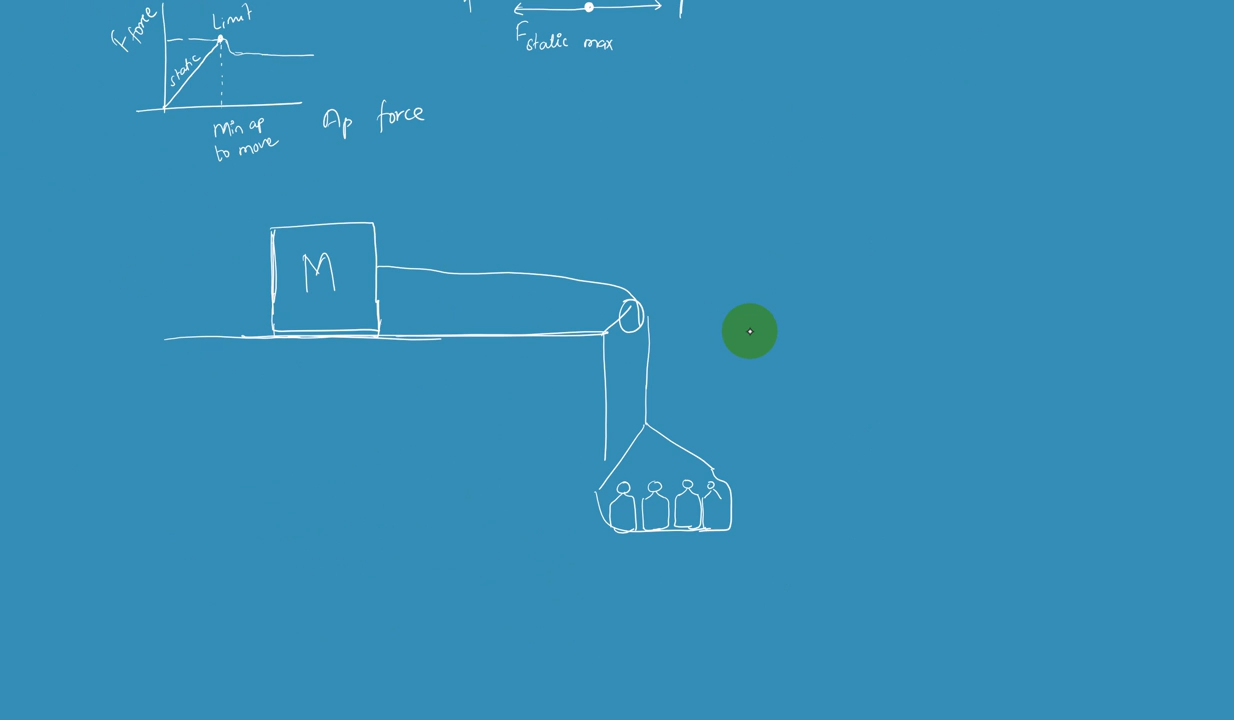 Limit
F force
static
F static max
Min ap
to move
Ap force
M